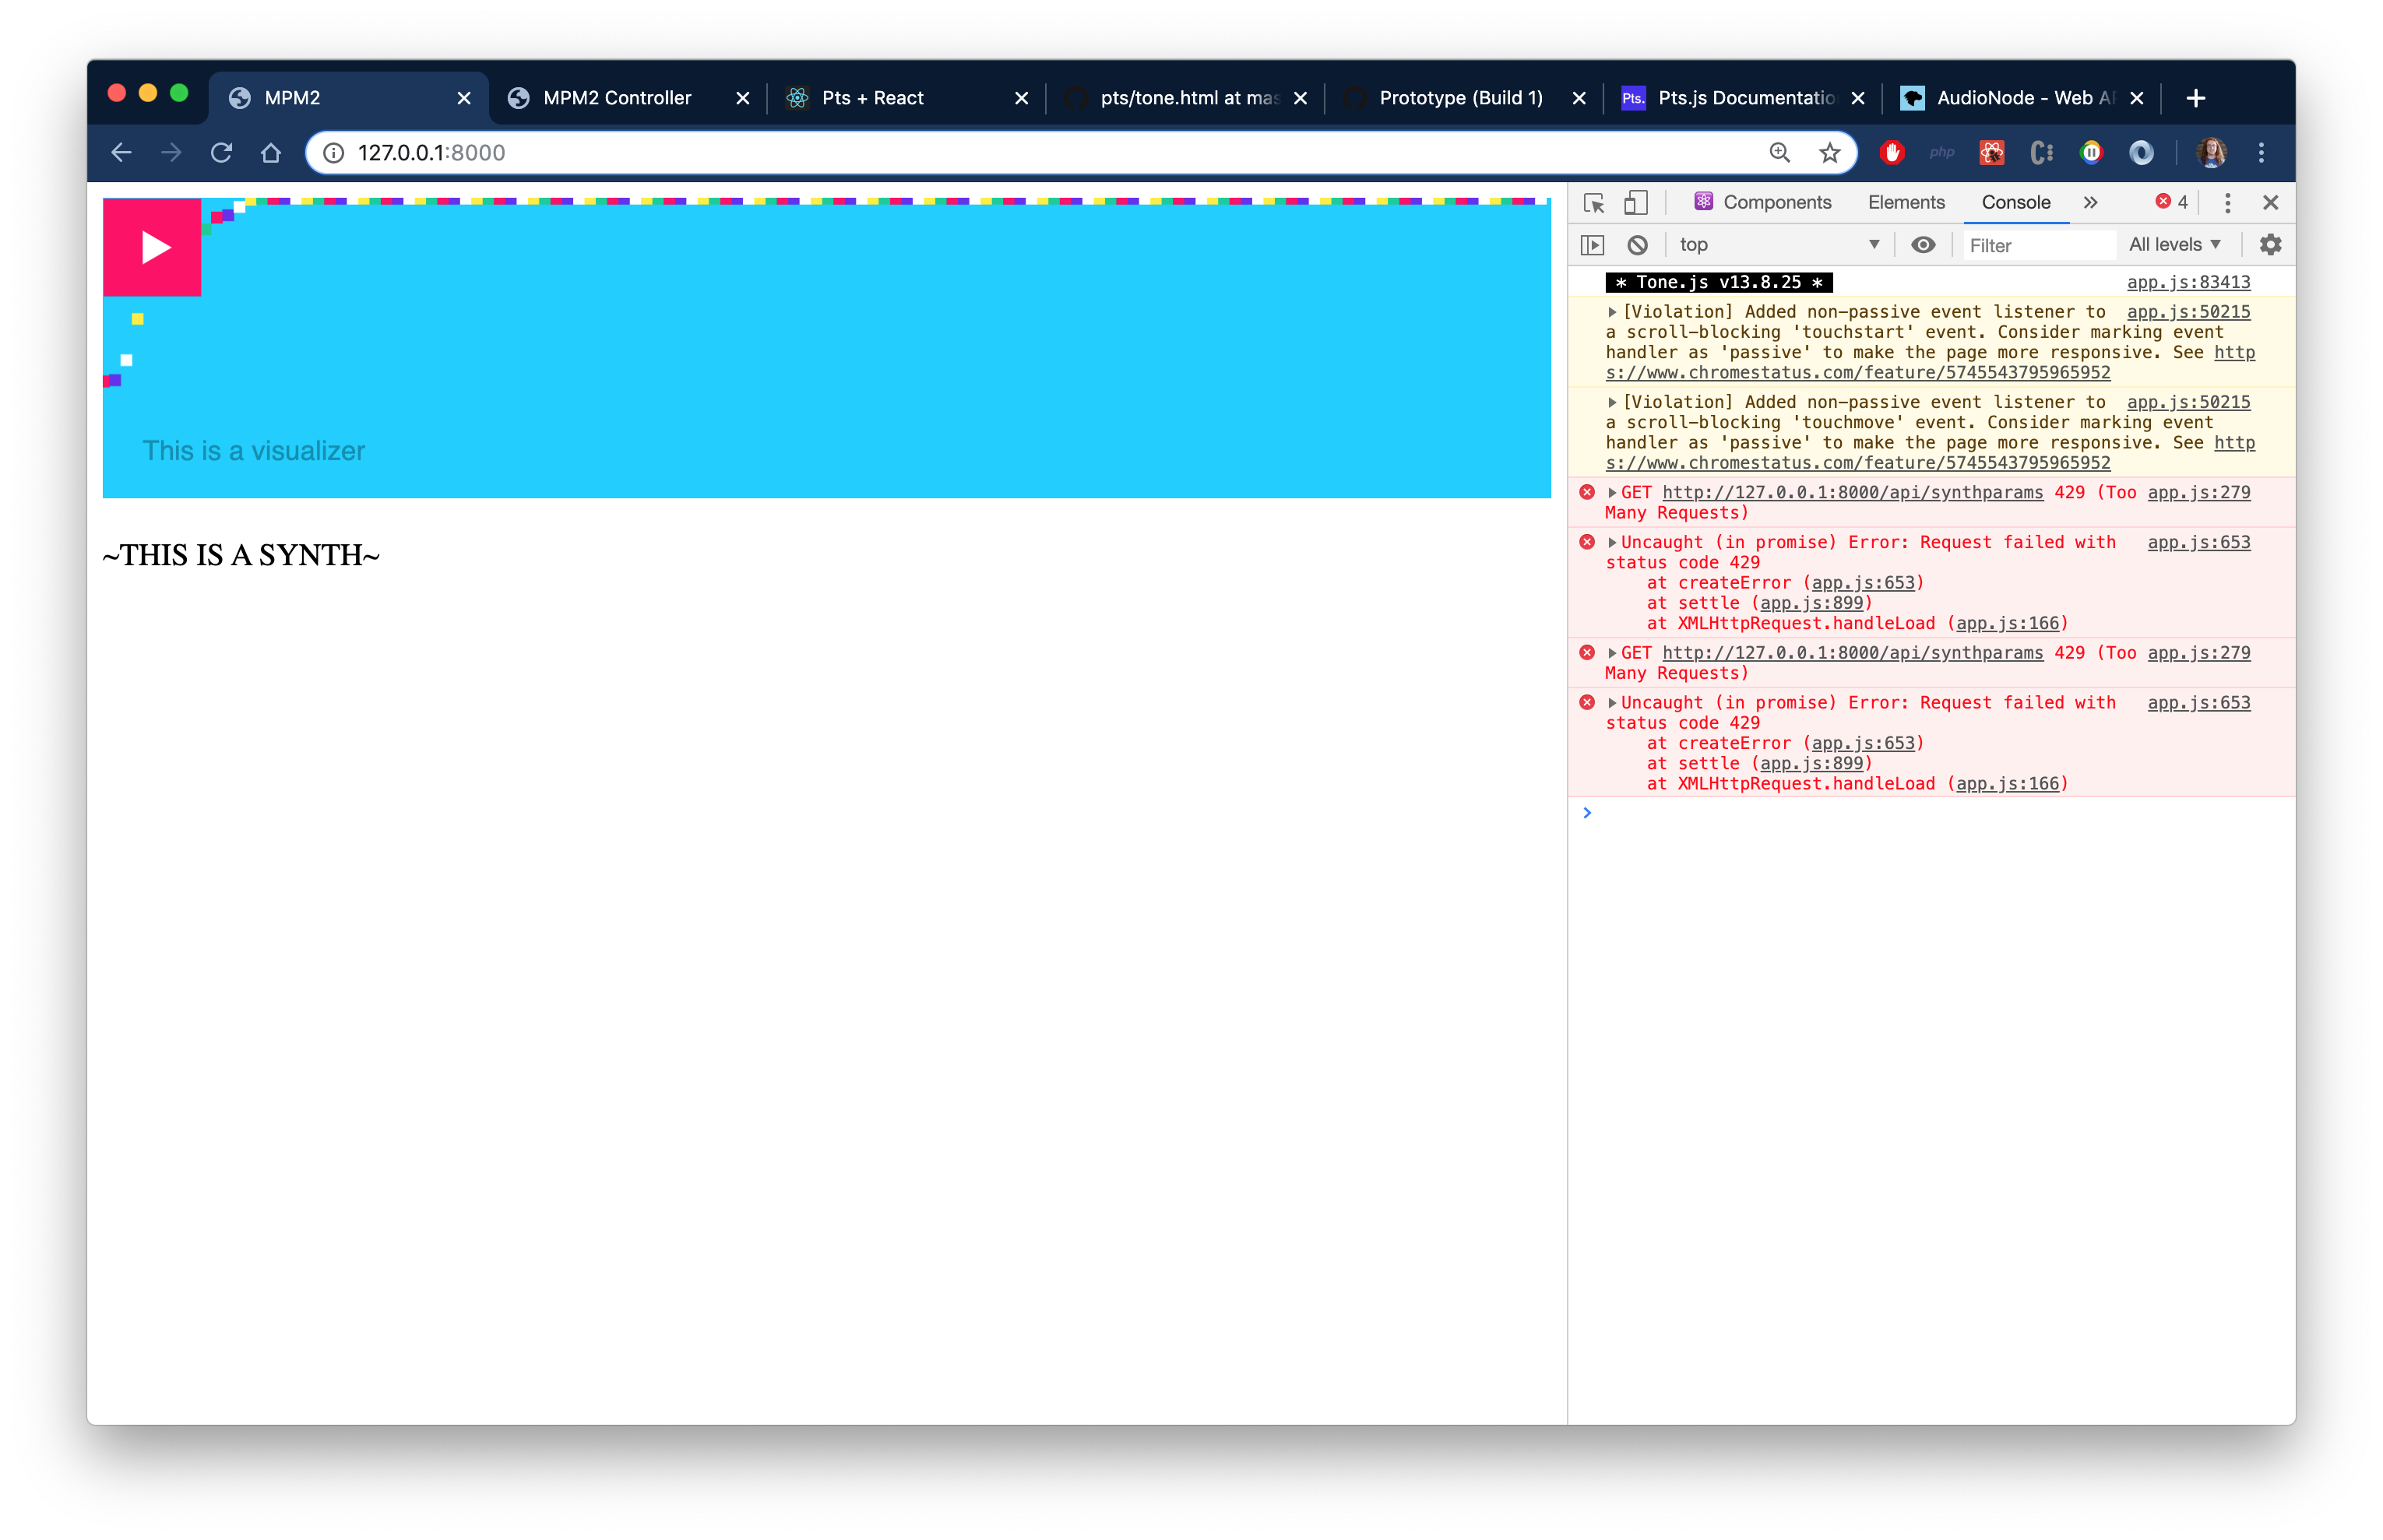 MPM2
MPM2 Controller
Pts + React
pts/tone.html at mas
Prototype (Build 1)
Pts.
Pts.js Documentatio
AudioNode - Web AP
127.0.0.1:8000
php
Components
Elements
Console
4
top
Filter
All levels
This is a visualizer
~THIS IS A SYNTH~
* Tone.js v13.8.25 * app.js:83413
[Violation] Added non-passive event listener to app.js:50215
a scroll-blocking 'touchstart' event. Consider marking event
handler as 'passive' to make the page more responsive. See http
s://www.chromestatus.com/feature/5745543795965952
[Violation] Added non-passive event listener to app.js:50215
a scroll-blocking 'touchmove' event. Consider marking event
handler as 'passive' to make the page more responsive. See http
s://www.chromestatus.com/feature/5745543795965952
GET http://127.0.0.1:8000/api/synthparams 429 (Too app.js:279
Many Requests)
Uncaught (in promise) Error: Request failed with app.js:653
status code 429
at createError (app.js:653)
at settle (app.js:899)
at XMLHttpRequest.handleLoad (app.js:166)
GET http://127.0.0.1:8000/api/synthparams 429 (Too app.js:279
Many Requests)
Uncaught (in promise) Error: Request failed with app.js:653
status code 429
at createError (app.js:653)
at settle (app.js:899)
at XMLHttpRequest.handleLoad (app.js:166)